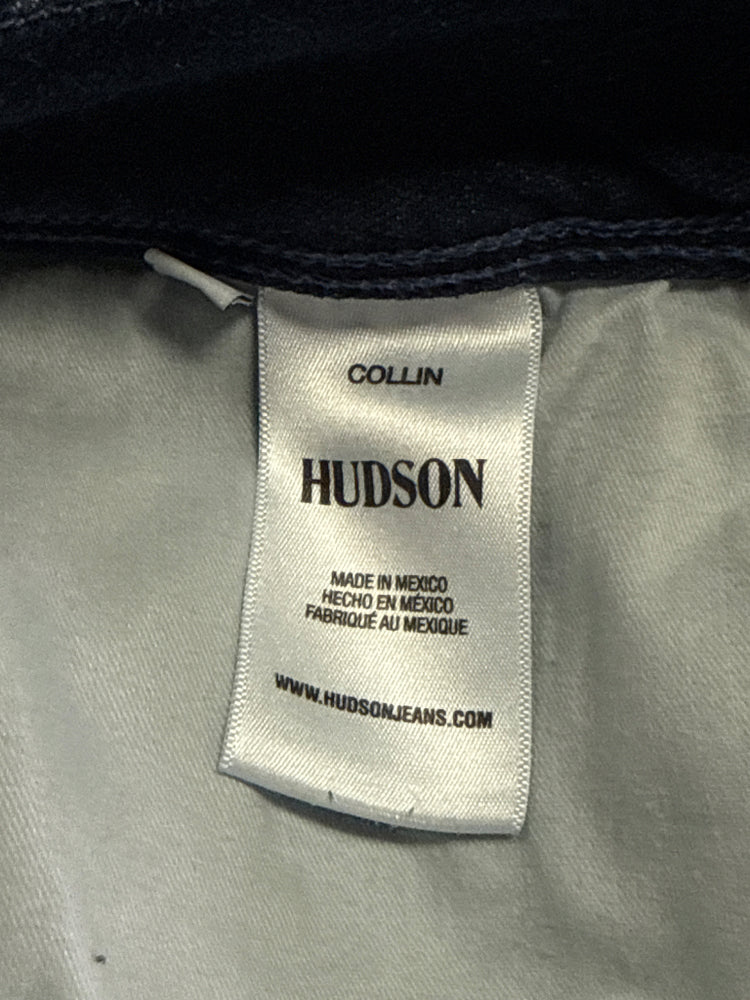 COLLIN
HUDSON
MADE IN MEXICO
HECHO EN MÉXICO
FABRIQUÉ AU MEXIQUE
WWW.HUDSONJEANS.COM